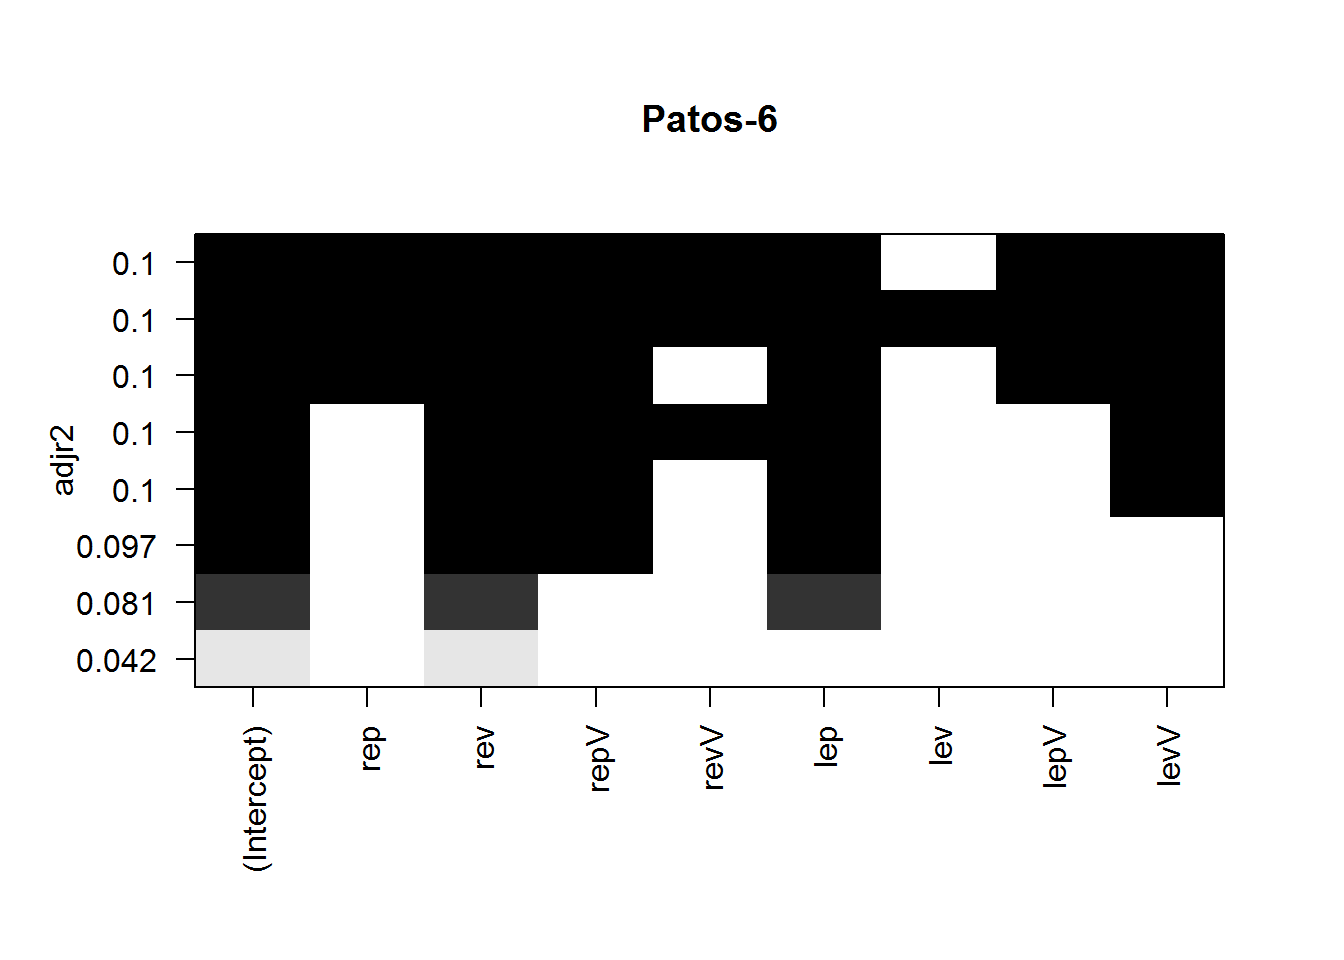 Patos-6
adjr2
0.1
0.1
0.1
0.1
0.1
0.097
0.081
0.042
(Intercept)
rep
rev
repV
revV
lep
lev
lepV
levV